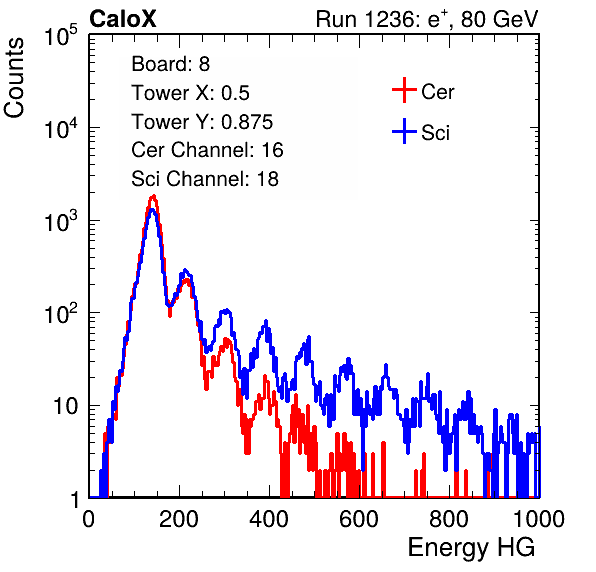 CaloX Run 1236: e⁺, 80 GeV
Counts
Board: 8
Tower X: 0.5
Tower Y: 0.875
Cer Channel: 16
Sci Channel: 18
Cer
Sci
10⁵
10⁴
10³
10²
10
1
0 200 400 600 800 1000
Energy HG